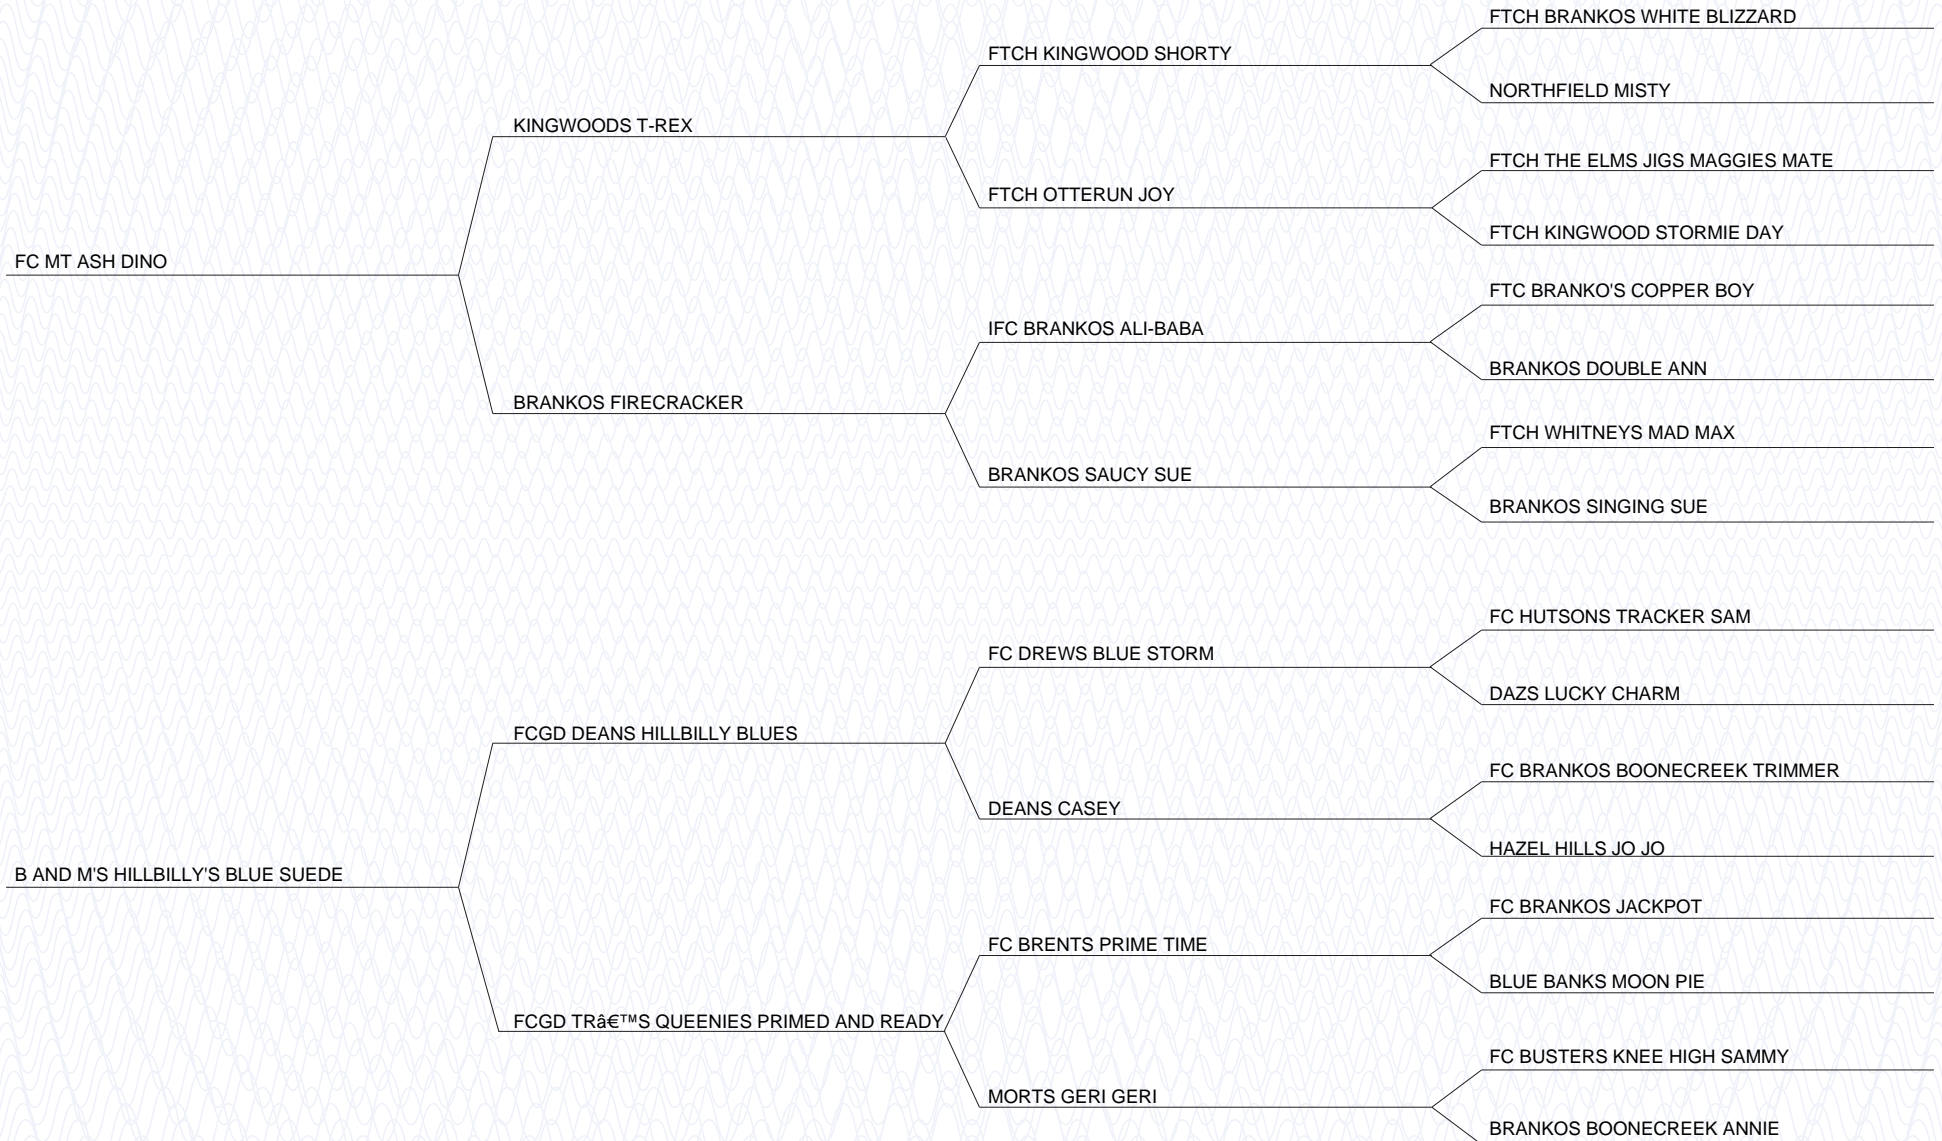 FTCH BRANKOS WHITE BLIZZARD
FTCH KINGWOOD SHORTY
NORTHFIELD MISTY
KINGWOODS T-REX
FTCH THE ELMS JIGS MAGGIES MATE
FTCH OTTERUN JOY
FTCH KINGWOOD STORMIE DAY
FC MT ASH DINO
FTC BRANKO'S COPPER BOY
IFC BRANKOS ALI-BABA
BRANKOS DOUBLE ANN
BRANKOS FIRECRACKER
FTCH WHITNEYS MAD MAX
BRANKOS SAUCY SUE
BRANKOS SINGING SUE
FC HUTSONS TRACKER SAM
FC DREWS BLUE STORM
DAZS LUCKY CHARM
FCGD DEANS HILLBILLY BLUES
FC BRANKOS BOONECREEK TRIMMER
DEANS CASEY
HAZEL HILLS JO JO
B AND M'S HILLBILLY'S BLUE SUEDE
FC BRANKOS JACKPOT
FC BRENTS PRIME TIME
BLUE BANKS MOON PIE
FCGD TRâ€™S QUEENIES PRIMED AND READY
FC BUSTERS KNEE HIGH SAMMY
MORTS GERI GERI
BRANKOS BOONECREEK ANNIE